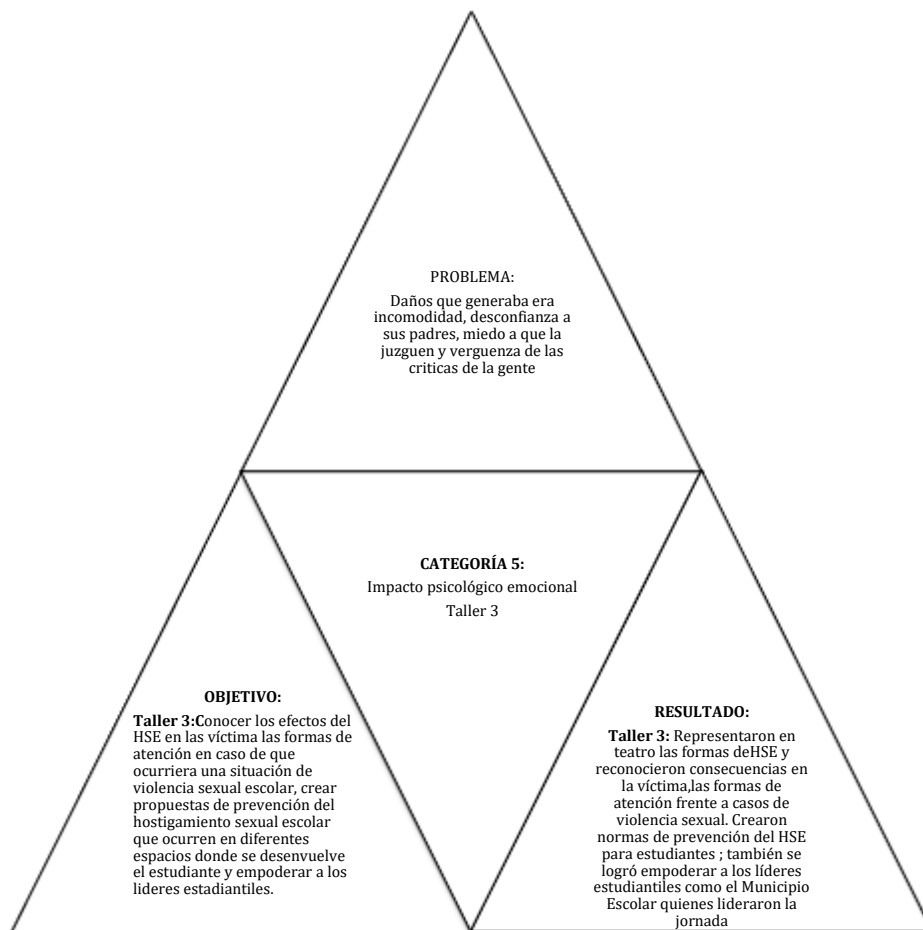 PROBLEMA:
Daños que generaba era
incomodidad, desconfianza a
sus padres, miedo a que la
juzguen y verguenza de las
criticas de la gente
CATEGORÍA 5:
Impacto psicológico emocional
Taller 3
OBJETIVO:
Taller 3:Conocer los efectos del
HSE en las víctima las formas de
atención en caso de que
ocurriera una situación de
violencia sexual escolar, crear
propuestas de prevención del
hostigamiento sexual escolar
que ocurren en diferentes
espacios donde se desenvuelve
el estudiante y empoderar a los
lideres estadiantiles.
RESULTADO:
Taller 3: Representaron en
teatro las formas deHSE y
reconocieron consecuencias en
la víctima,las formas de
atención frente a casos de
violencia sexual. Crearon
normas de prevención del HSE
para estudiantes ; también se
logró empoderar a los líderes
estudiantiles como el Municipio
Escolar quienes lideraron la
jornada